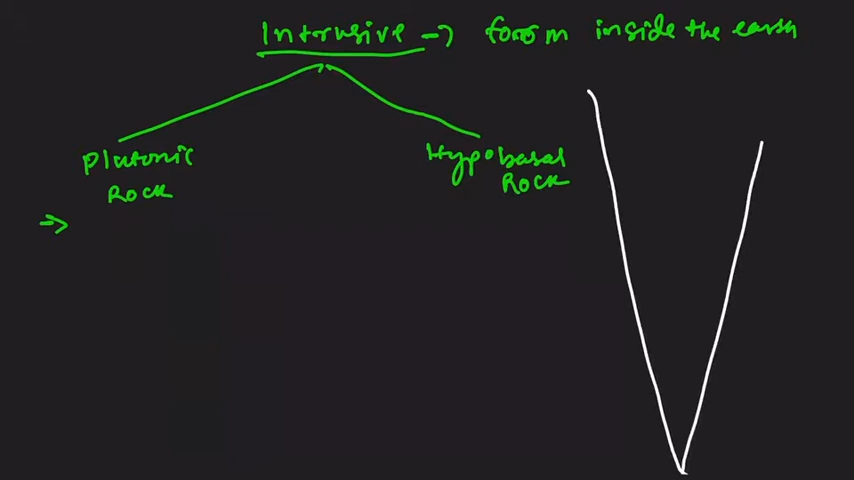 Intrusive → form inside the earth
Plutonic
Rock
Hypobasal
Rock
⇒